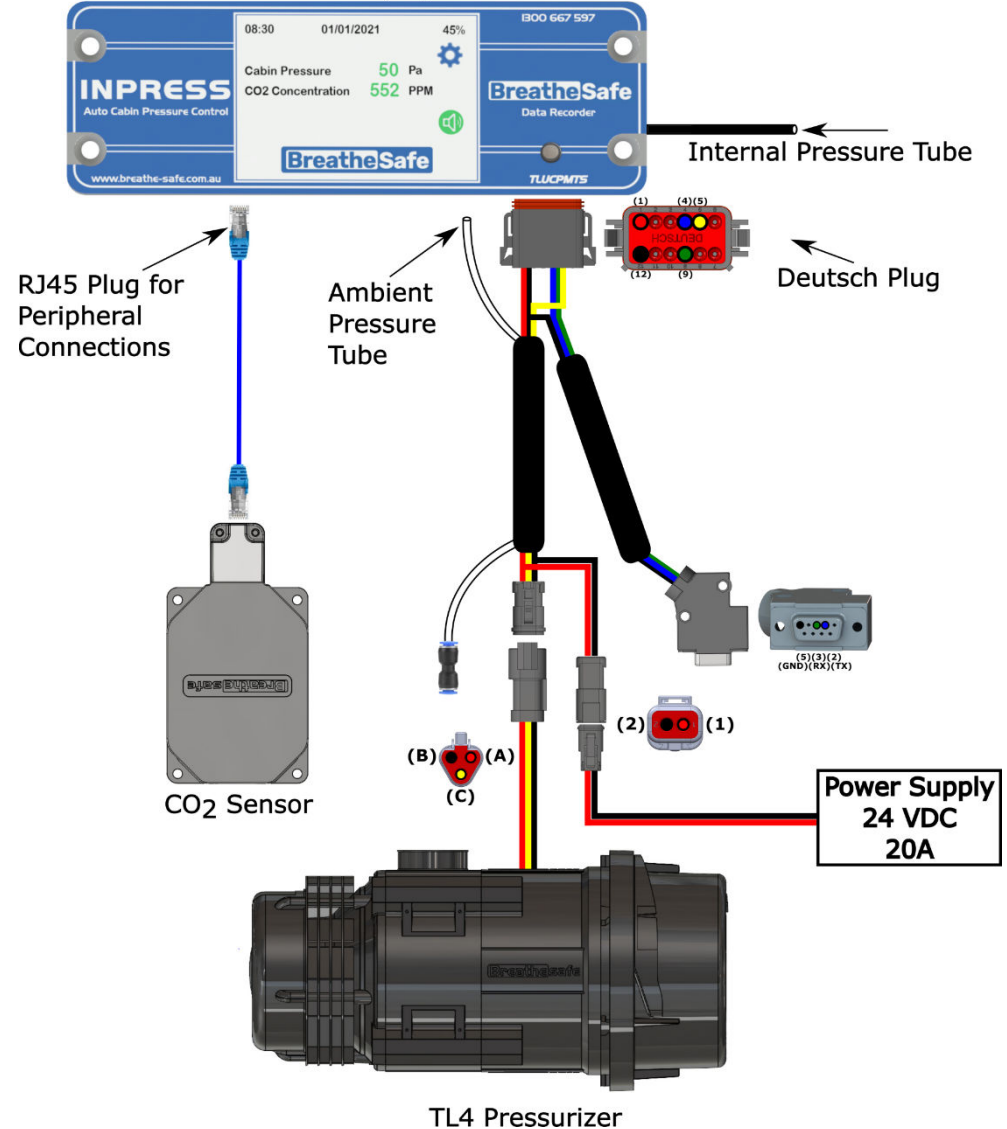 1300 667 597
08:30 01/01/2021 45%
Cabin Pressure 50 Pa
CO2 Concentration 552 PPM
INPRESS
Auto Cabin Pressure Control
BreatheSafe
Data Recorder
BreatheSafe
www.breathe-safe.com.au
TLUCPMTS
Internal Pressure Tube
(1) (4)(5)
DEUTSCH
(12) (9)
Deutsch Plug
RJ45 Plug for
Peripheral
Connections
Ambient
Pressure
Tube
(5)(3)(2)
(GND)(RX)(TX)
Breathesafe
(B) (A)
(C)
(2) (1)
CO2 Sensor
Power Supply
24 VDC
20A
Breathesafe
TL4 Pressurizer